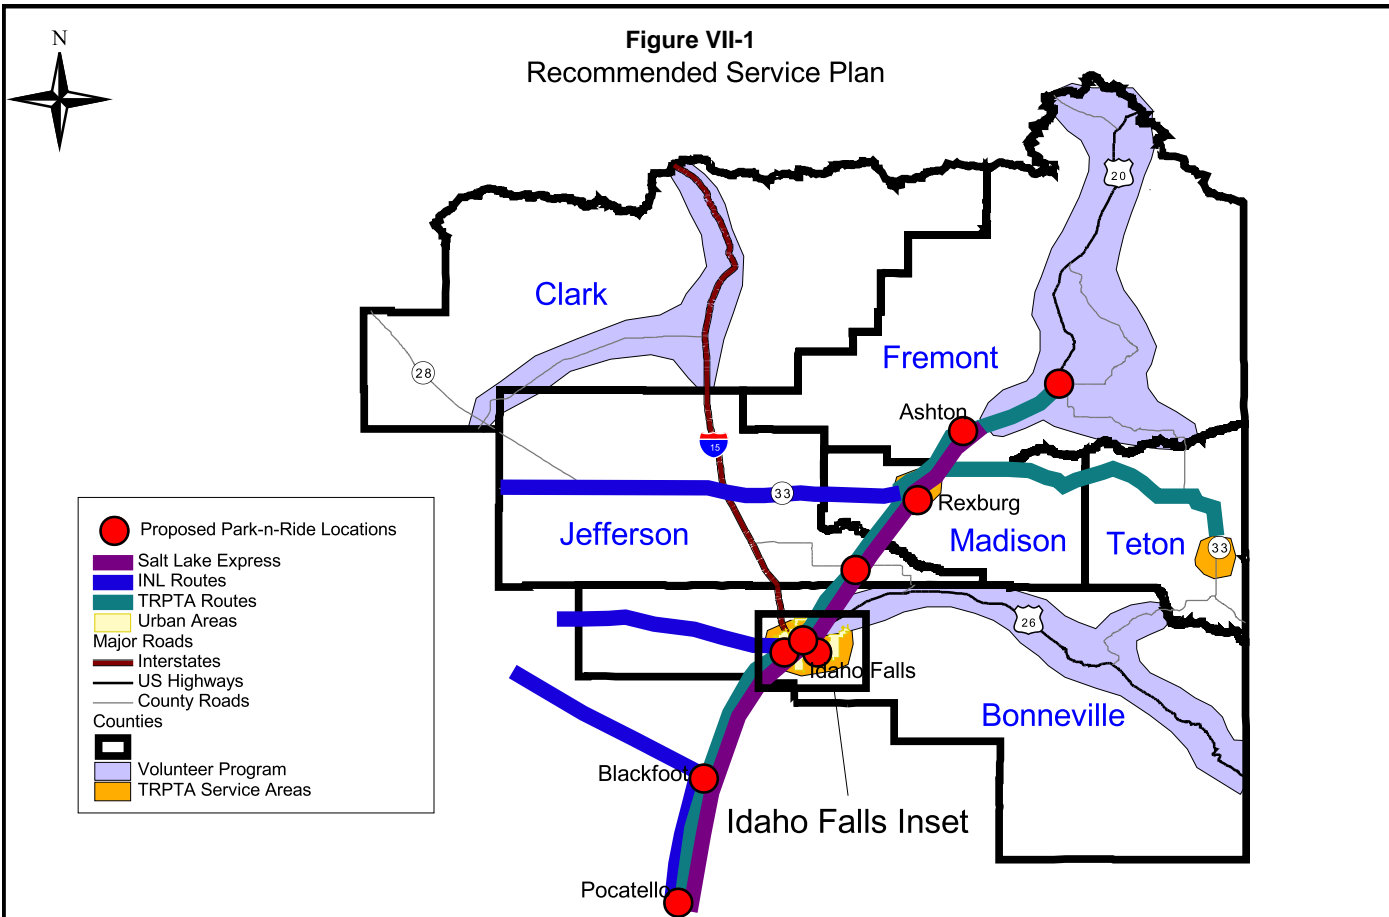 Figure VII-1
Recommended Service Plan
N
20
Clark
28
Fremont
Ashton
15
33
Rexburg
Jefferson
Madison
Teton
33
26
Idaho Falls
Bonneville
Blackfoot
Idaho Falls Inset
Pocatello
Proposed Park-n-Ride Locations
Salt Lake Express
INL Routes
TRPTA Routes
Urban Areas
Major Roads
Interstates
US Highways
County Roads
Counties
Volunteer Program
TRPTA Service Areas